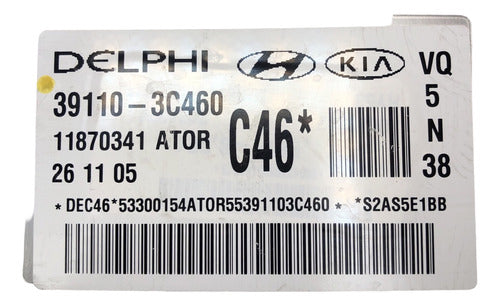 DELPHI KIA VQ
39110-3C460 5
11870341 ATOR C46* N
26 11 05 38
*DEC46*53300154ATOR55391103C460* *S2AS5E1BB